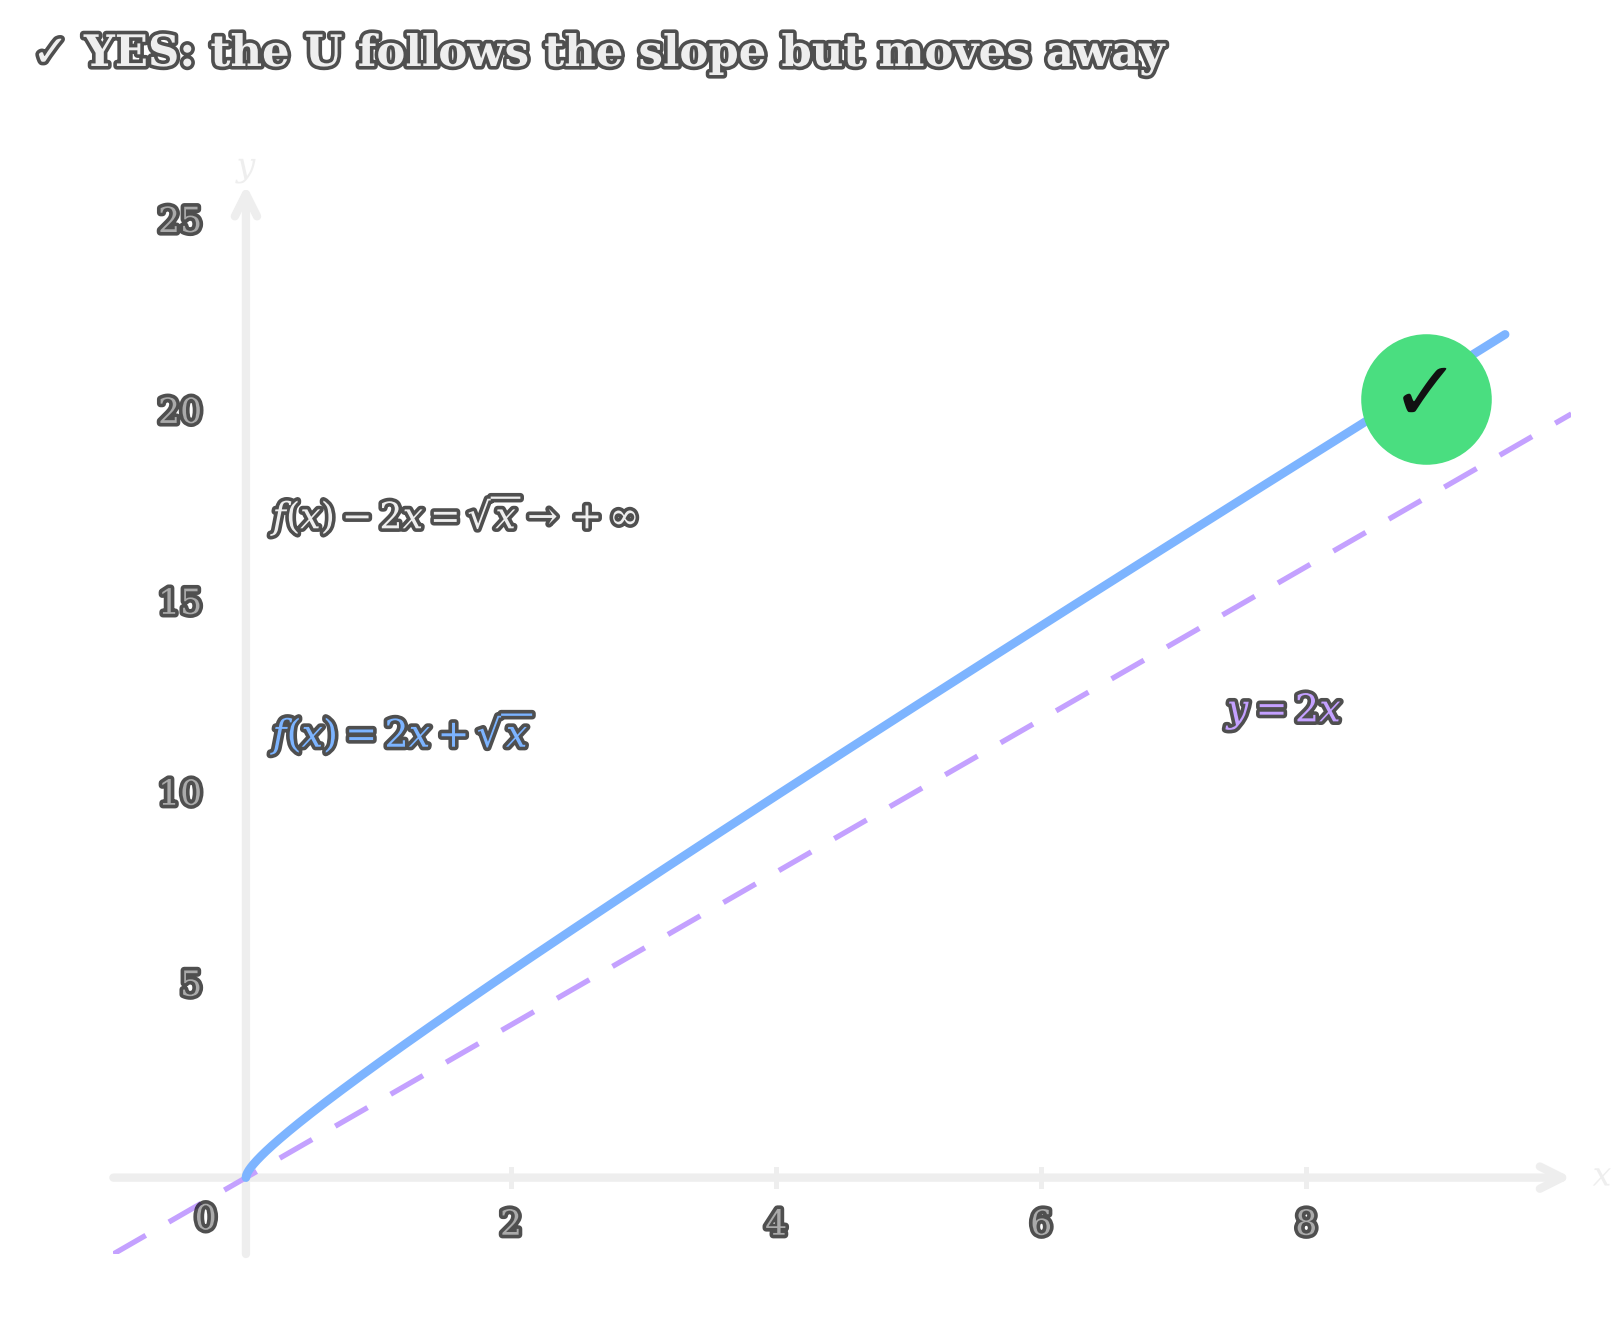 ✓ YES: the U follows the slope but moves away
y
25
20
f(x) − 2x = √x → + ∞
15
y = 2x
f(x) = 2x + √x
10
5
x
0
2
4
6
8
✓